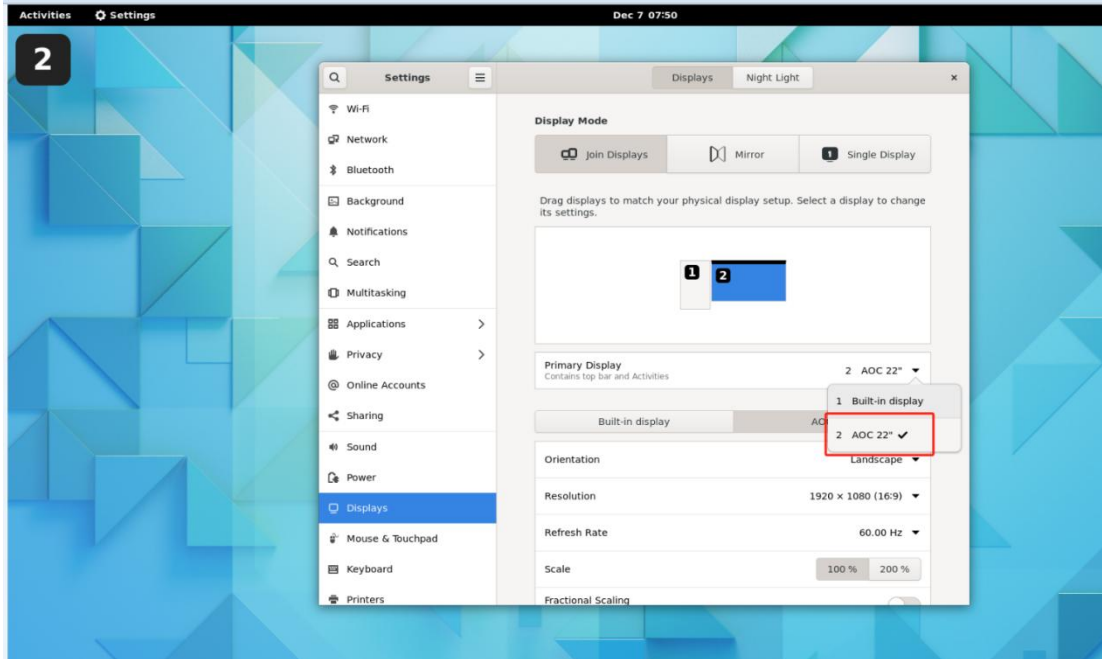 Activities Settings Dec 7 07:50
2
Settings Displays Night Light ×
Wi-Fi
Network
Bluetooth
Background
Notifications
Search
Multitasking
Applications
Privacy
Online Accounts
Sharing
Sound
Power
Displays
Mouse & Touchpad
Keyboard
Printers
Display Mode
Join Displays Mirror 1 Single Display
Drag displays to match your physical display setup. Select a display to change
its settings.
1 2
Primary Display 2 AOC 22"
Contains top bar and Activities
1 Built-in display
2 AOC 22" ✔
Built-in display AO
Orientation Landscape
Resolution 1920 × 1080 (16:9)
Refresh Rate 60.00 Hz
Scale 100 % 200 %
Fractional Scaling